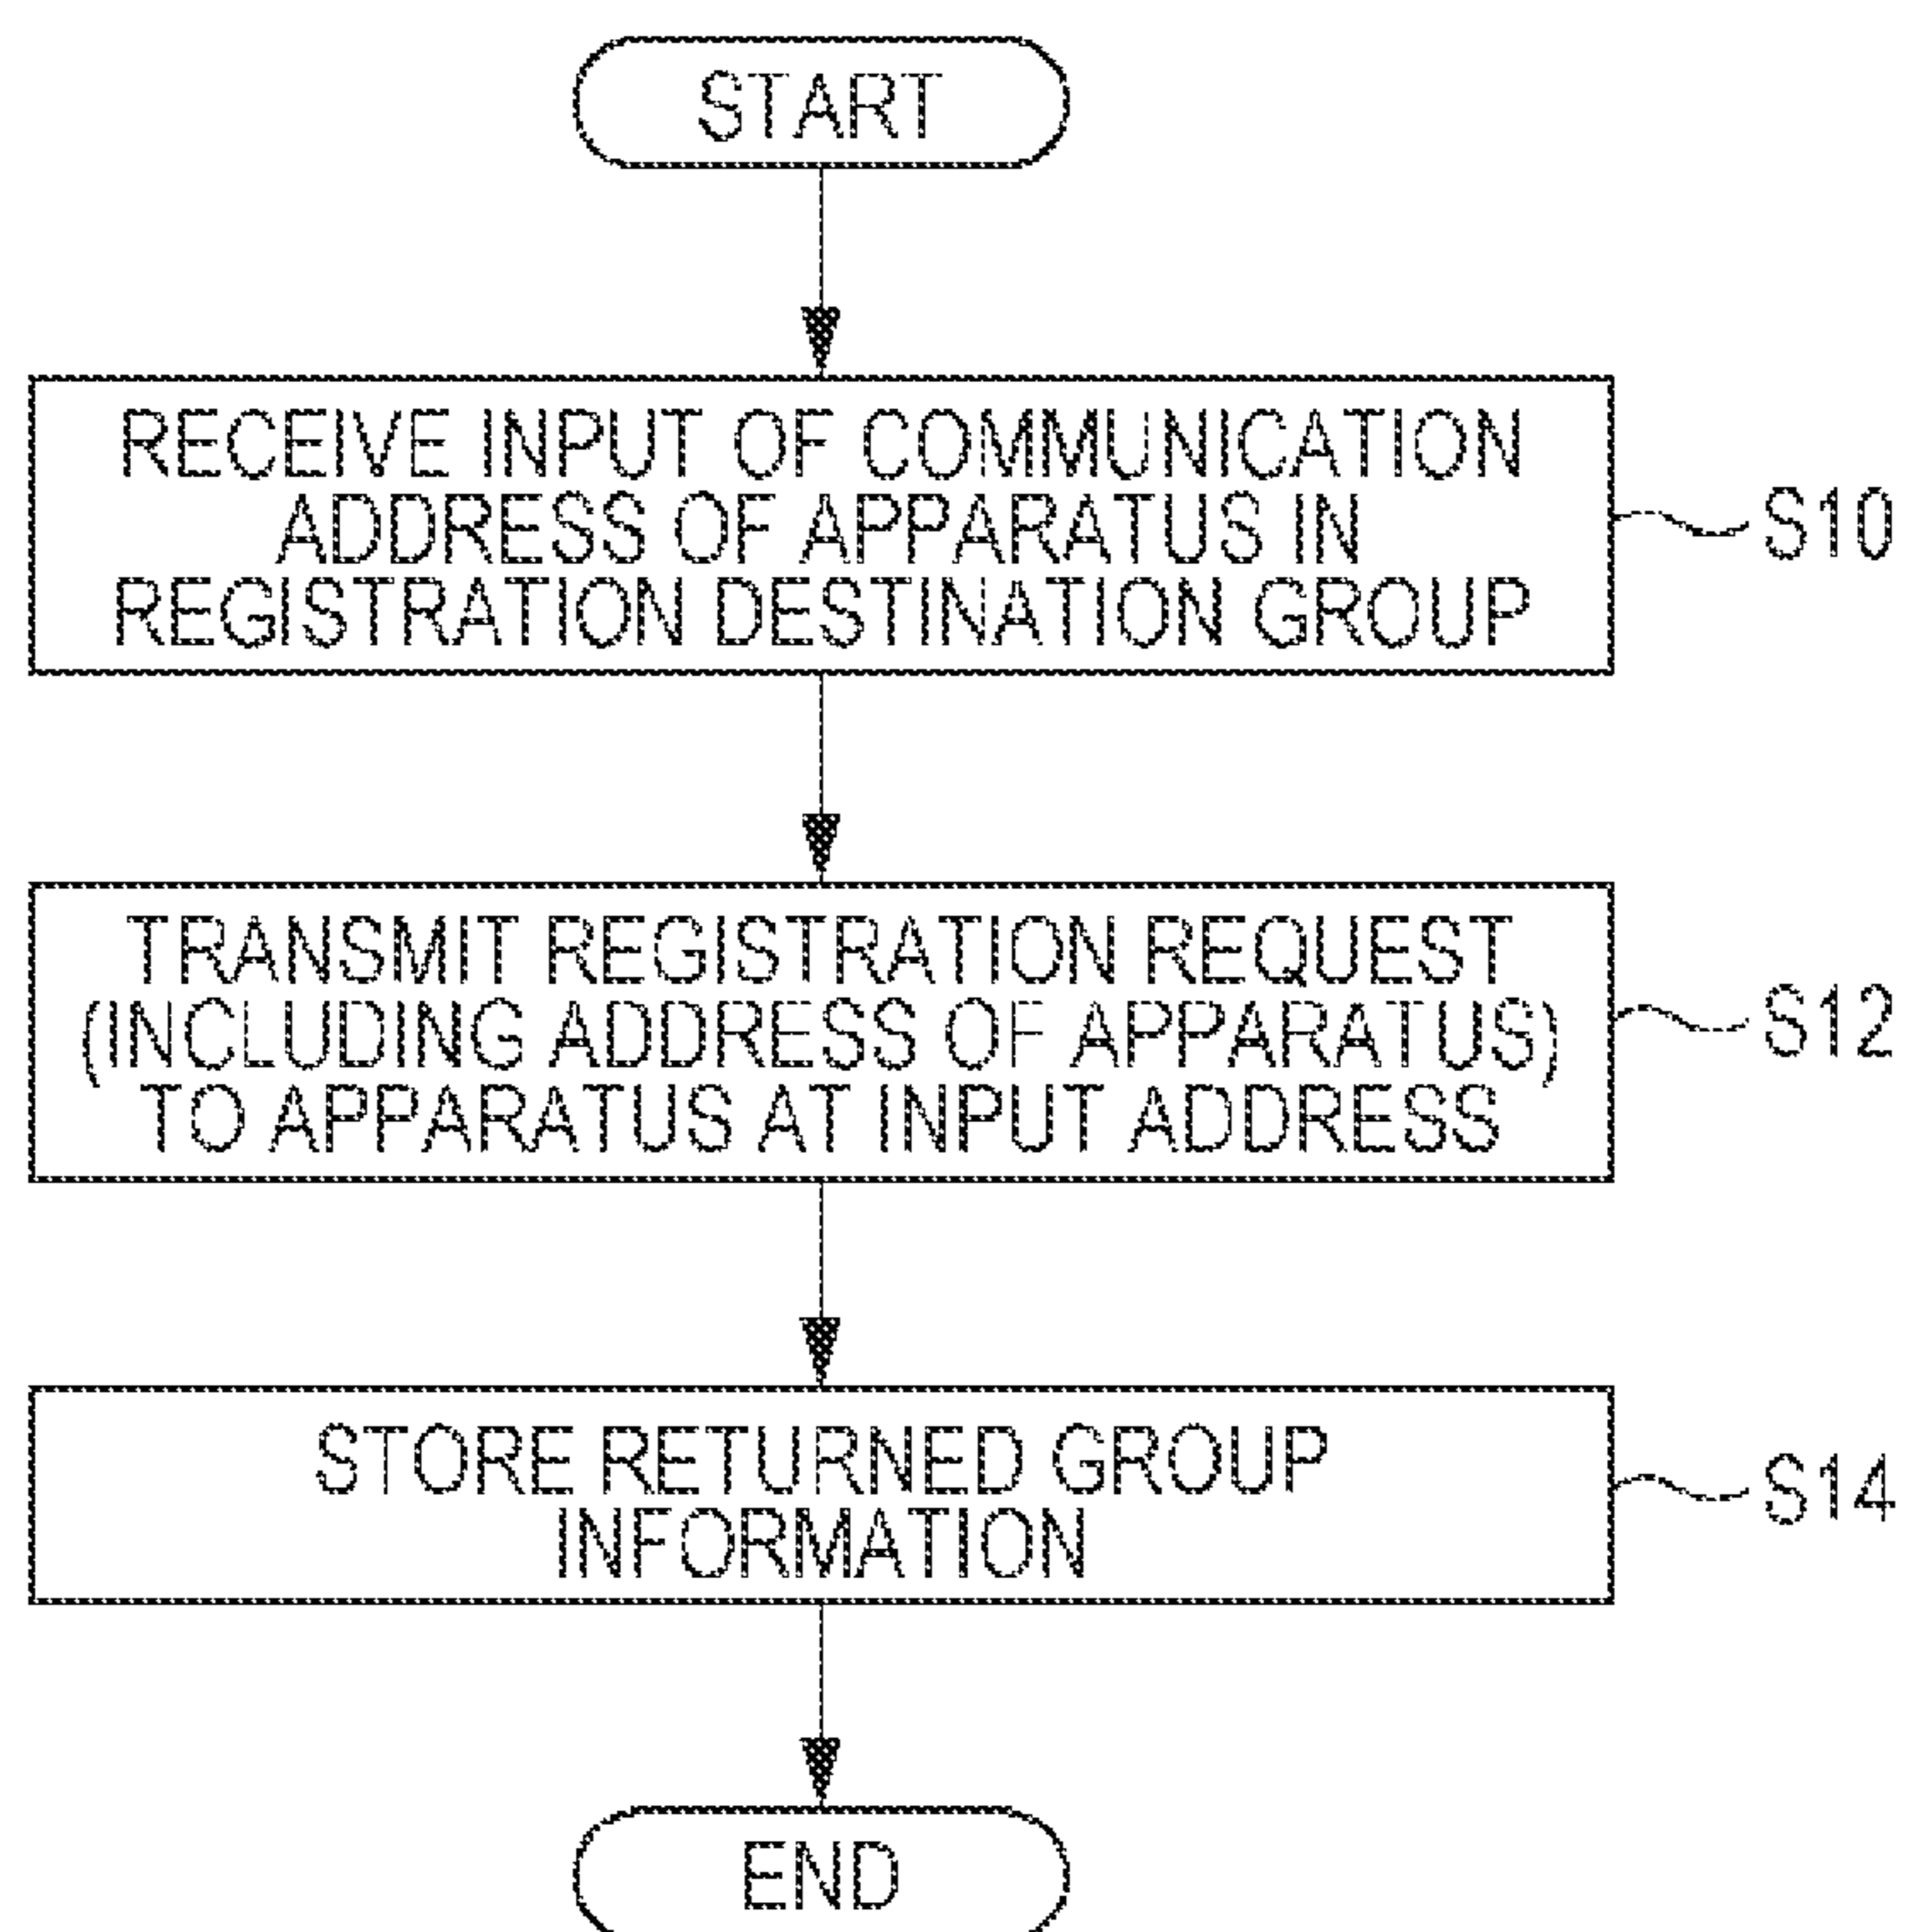 START
RECEIVE INPUT OF COMMUNICATION
ADDRESS OF APPARATUS IN
REGISTRATION DESTINATION GROUP
S10
TRANSMIT REGISTRATION REQUEST
(INCLUDING ADDRESS OF APPARATUS)
TO APPARATUS AT INPUT ADDRESS
S12
STORE RETURNED GROUP
INFORMATION
S14
END